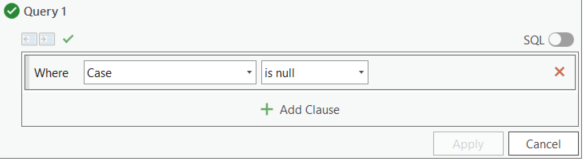 Query 1
SQL
Where Case is null
Add Clause
Apply Cancel